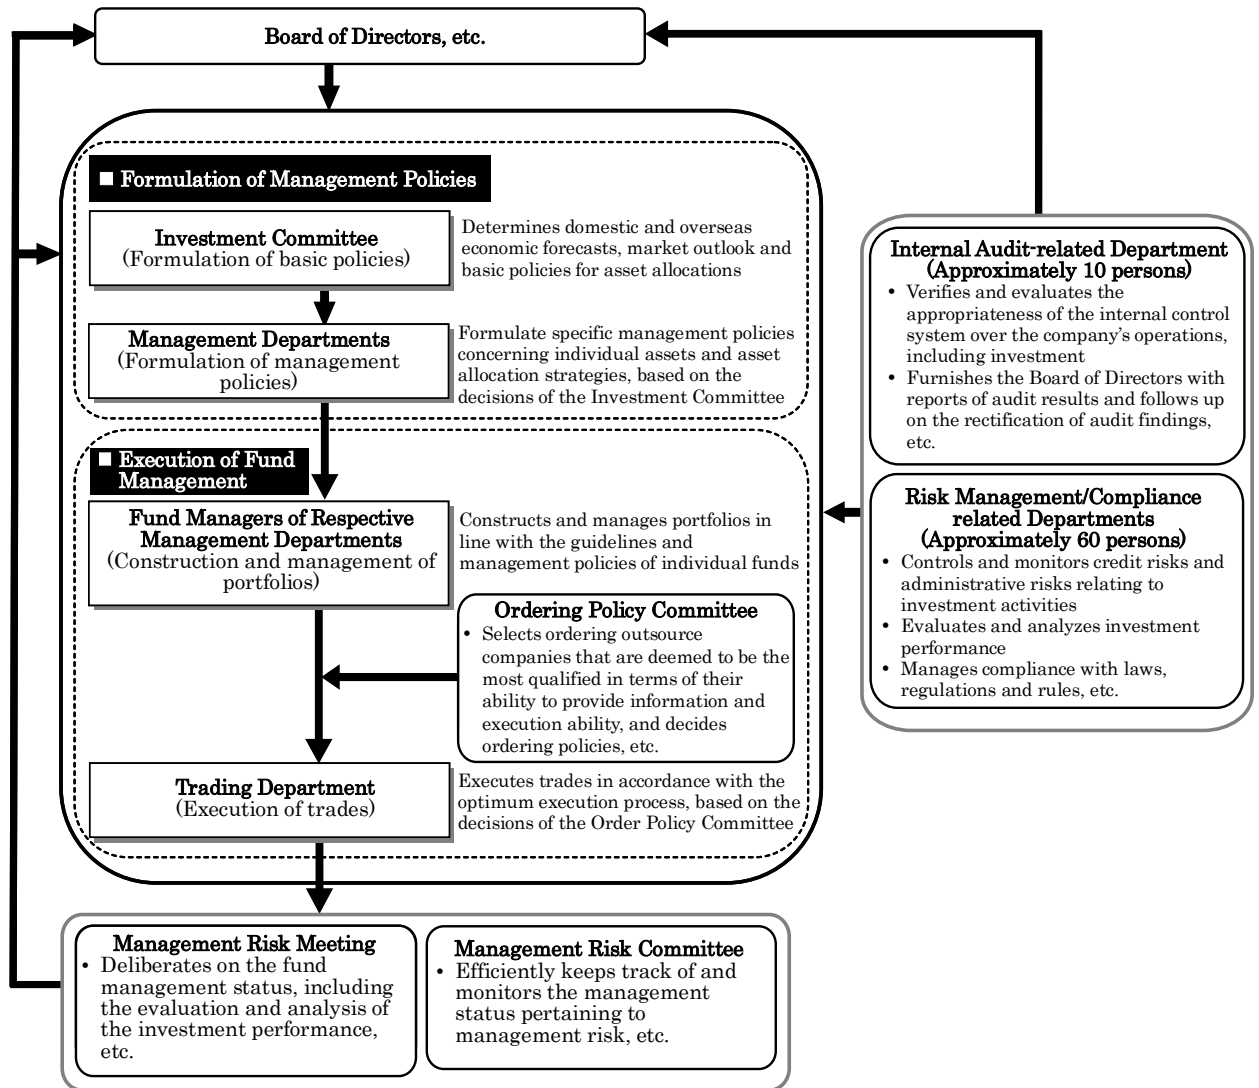 Board of Directors, etc.
■ Formulation of Management Policies
Investment Committee
(Formulation of basic policies)
Determines domestic and overseas
economic forecasts, market outlook and
basic policies for asset allocations
Management Departments
(Formulation of management
policies)
Formulate specific management policies
concerning individual assets and asset
allocation strategies, based on the
decisions of the Investment Committee
■ Execution of Fund
Management
Fund Managers of Respective
Management Departments
(Construction and management of
portfolios)
Constructs and manages portfolios in
line with the guidelines and
management policies of individual funds
Ordering Policy Committee
• Selects ordering outsource
companies that are deemed to be the
most qualified in terms of their
ability to provide information and
execution ability, and decides
ordering policies, etc.
Trading Department
(Execution of trades)
Executes trades in accordance with the
optimum execution process, based on the
decisions of the Order Policy Committee
Internal Audit-related Department
(Approximately 10 persons)
• Verifies and evaluates the
appropriateness of the internal control
system over the company's operations,
including investment
• Furnishes the Board of Directors with
reports of audit results and follows up
on the rectification of audit findings,
etc.
Risk Management/Compliance
related Departments
(Approximately 60 persons)
• Controls and monitors credit risks and
administrative risks relating to
investment activities
• Evaluates and analyzes investment
performance
• Manages compliance with laws,
regulations and rules, etc.
Management Risk Meeting
• Deliberates on the fund
management status, including
the evaluation and analysis of
the investment performance,
etc.
Management Risk Committee
• Efficiently keeps track of and
monitors the management
status pertaining to
management risk, etc.